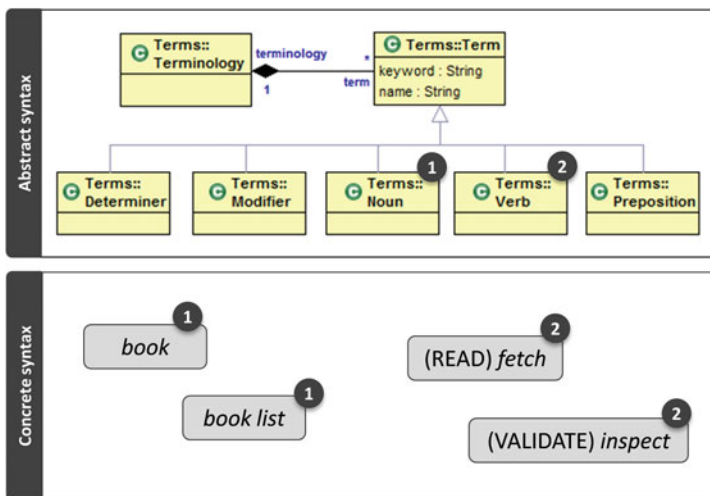 Abstract syntax
C Terms::
Terminology
terminology
1
*
term
C Terms::Term
keyword : String
name : String
C Terms::
Determiner
C Terms::
Modifier
C Terms::
Noun
1
C Terms::
Verb
2
C Terms::
Preposition
Concrete syntax
book
1
book list
1
(READ) fetch
2
(VALIDATE) inspect
2